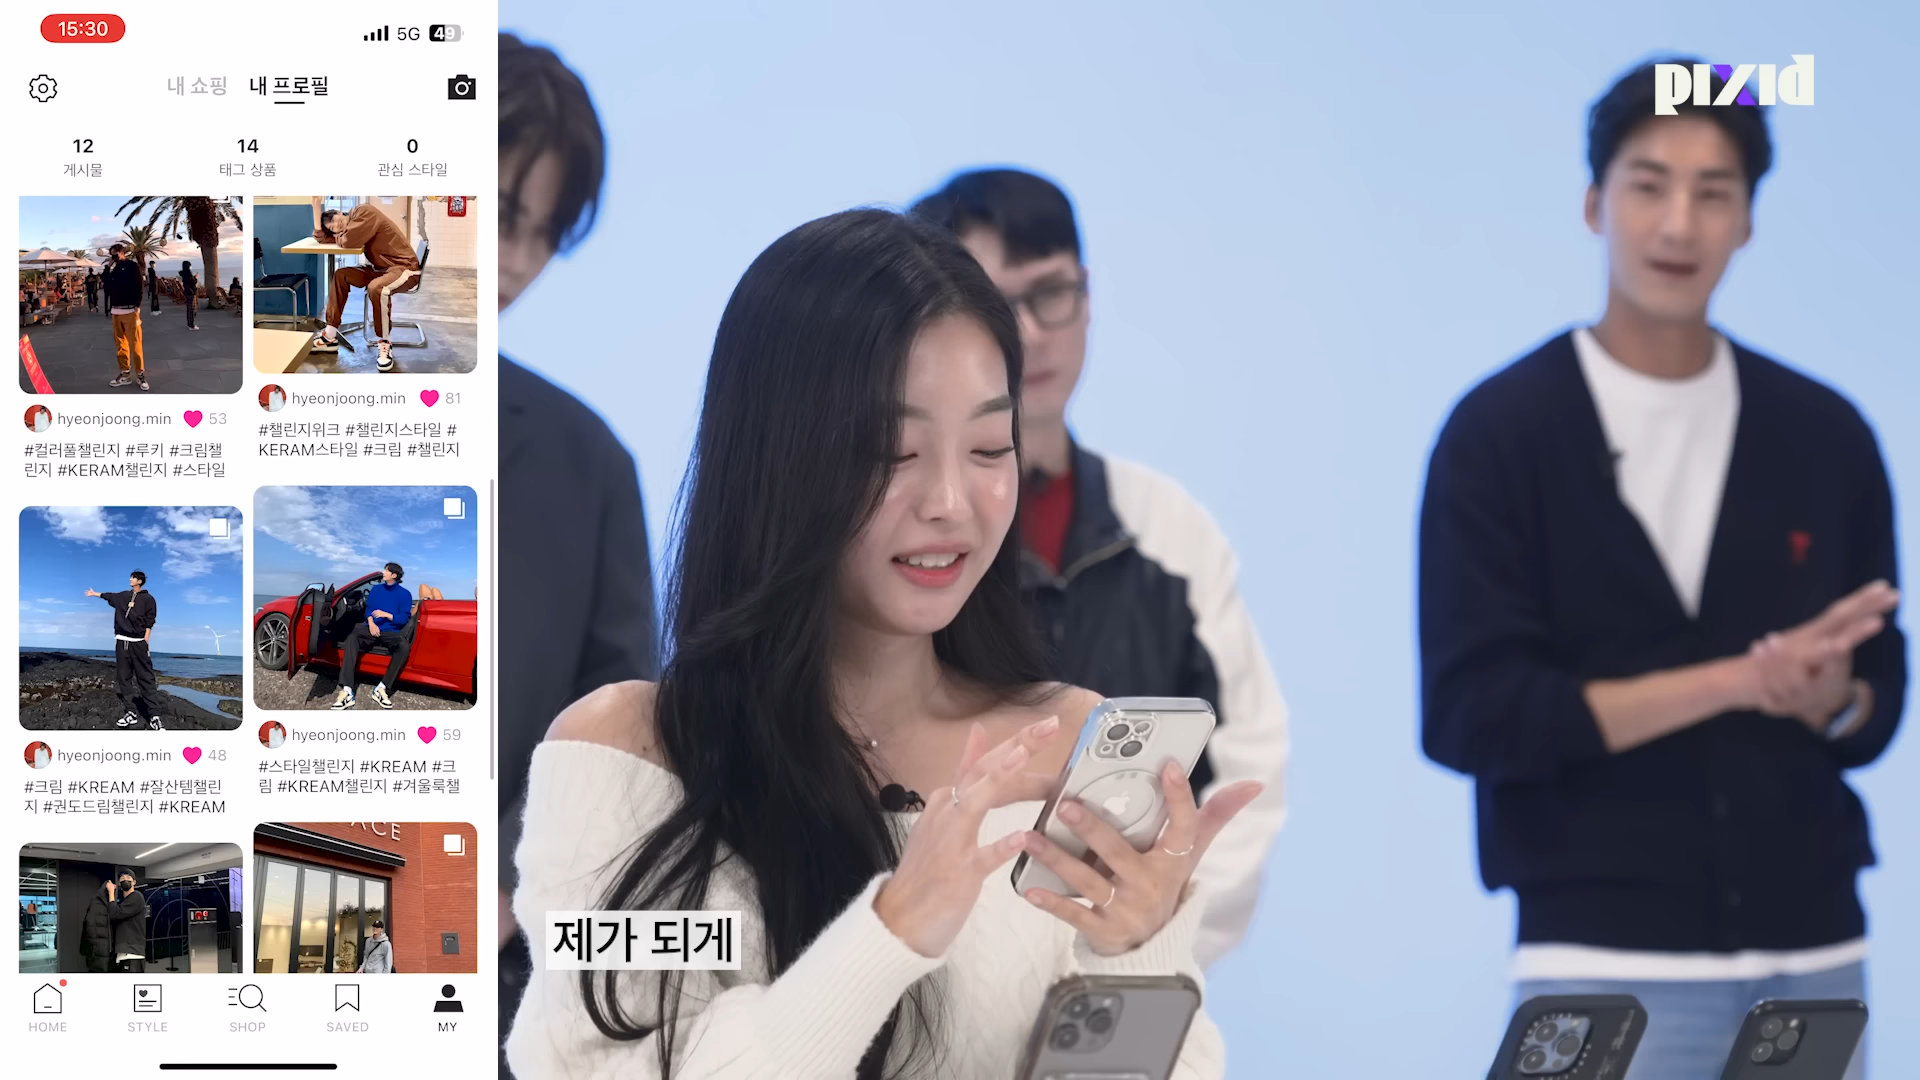 15:30
5G
49
내 쇼핑 내 프로필
12
14
0
게시물
태그 상품
관심 스타일
hyeonjoong.min 53
#컬러풀챌린지 #루키 #크림챌
린지 #KERAM챌린지 #스타일
hyeonjoong.min 81
#챌린지위크 #챌린지스타일 #
KERAM스타일 #크림 #챌린지
hyeonjoong.min 48
#크림 #KREAM #잘산템챌린
지 #권도드림챌린지 #KREAM
hyeonjoong.min 59
#스타일챌린지 #KREAM #크
림 #KREAM챌린지 #겨울룩챌
ACE
HOME
STYLE
SHOP
SAVED
MY
pixid
제가 되게